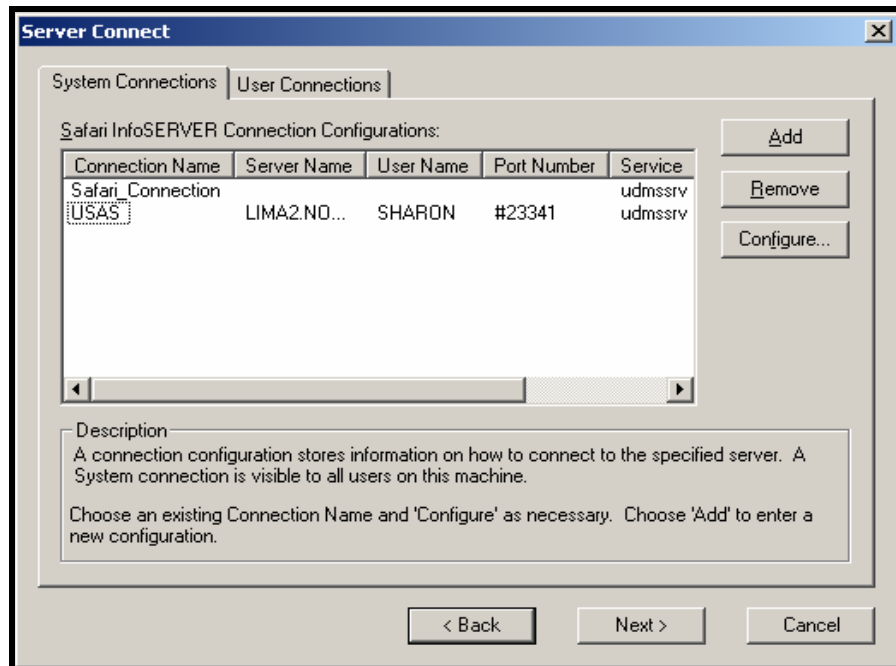 Server Connect
System Connections
User Connections
Safari InfoSERVER Connection Configurations:
Add
Connection Name Server Name User Name Port Number Service
Safari_Connection udmssrv
Remove
USAS LIMA2.NO... SHARON #23341 udmssrv
Configure...
Description
A connection configuration stores information on how to connect to the specified server. A
System connection is visible to all users on this machine.
Choose an existing Connection Name and 'Configure' as necessary. Choose 'Add' to enter a
new configuration.
< Back
Next >
Cancel